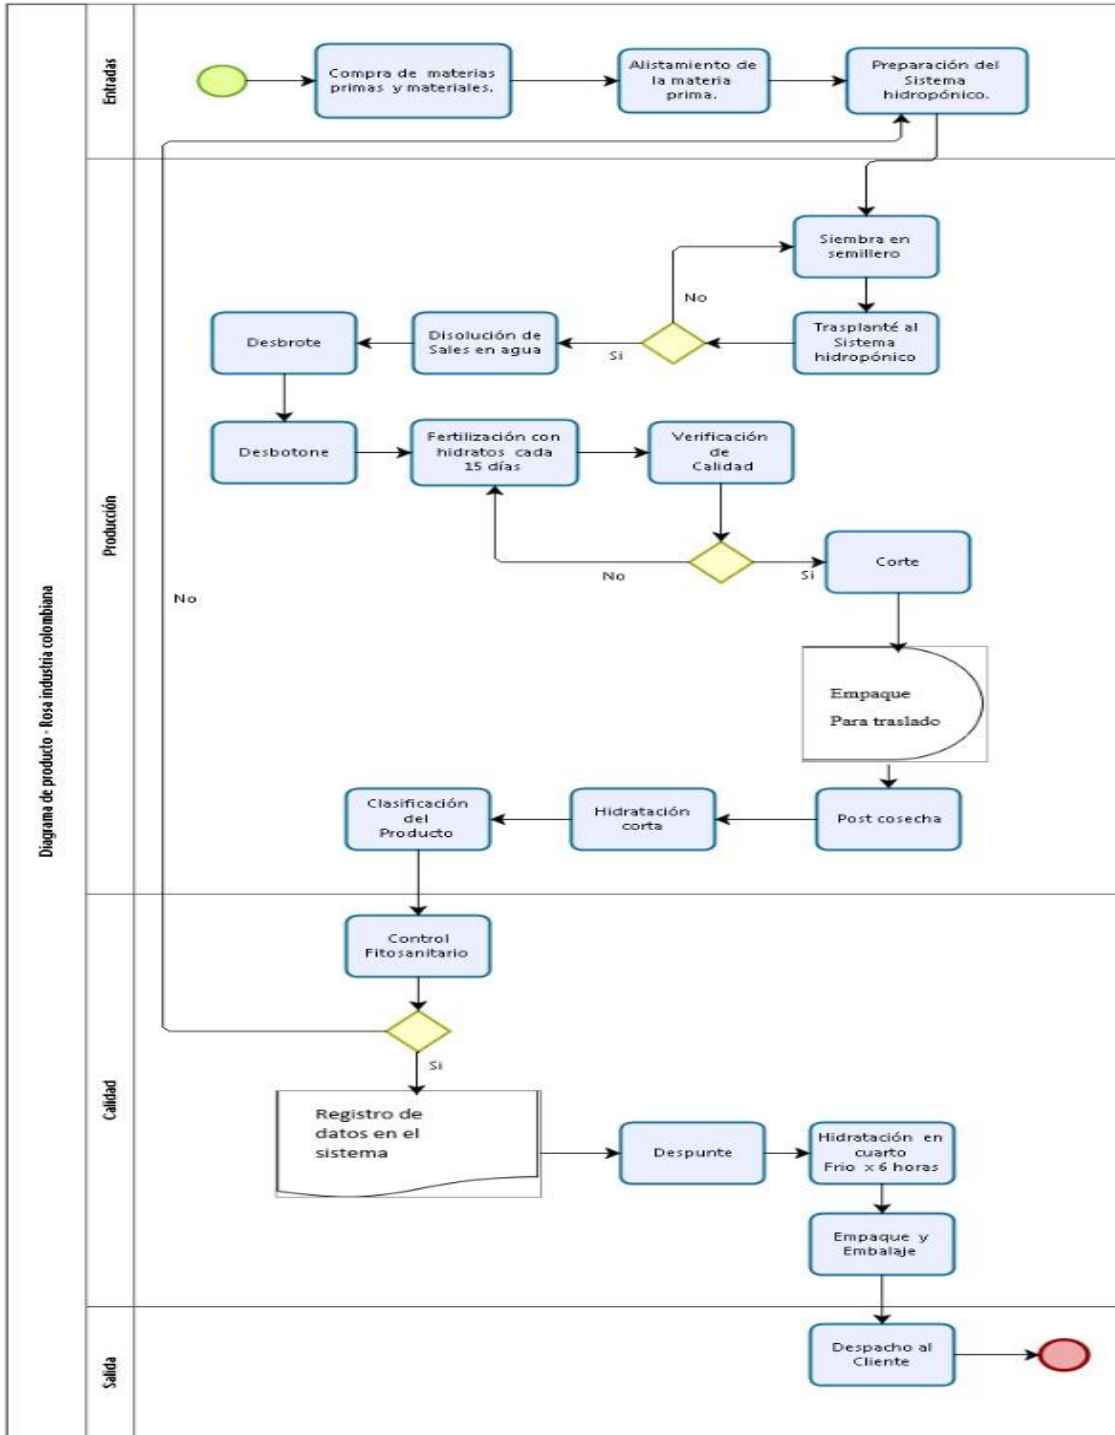 Diagrama de producto - Rosa industria colombiana
Entradas
Compra de materias
primas y materiales.
Alistamiento de
la materia
prima.
Preparación del
Sistema
hidropónico.
Producción
Siembra en
semillero
No
Trasplanté al
Sistema
hidropónico
Si
Disolución de
Sales en agua
Desbrote
Desbotone
Fertilización con
hidratos cada
15 días
Verificación
de
Calidad
No
Si
Corte
No
Empaque
Para traslado
Post cosecha
Hidratación
corta
Clasificación
del
Producto
Calidad
Control
Fitosanitario
Si
Registro de
datos en el
sistema
Despunte
Hidratación en
cuarto
Frio x 6 horas
Empaque y
Embalaje
Salida
Despacho al
Cliente